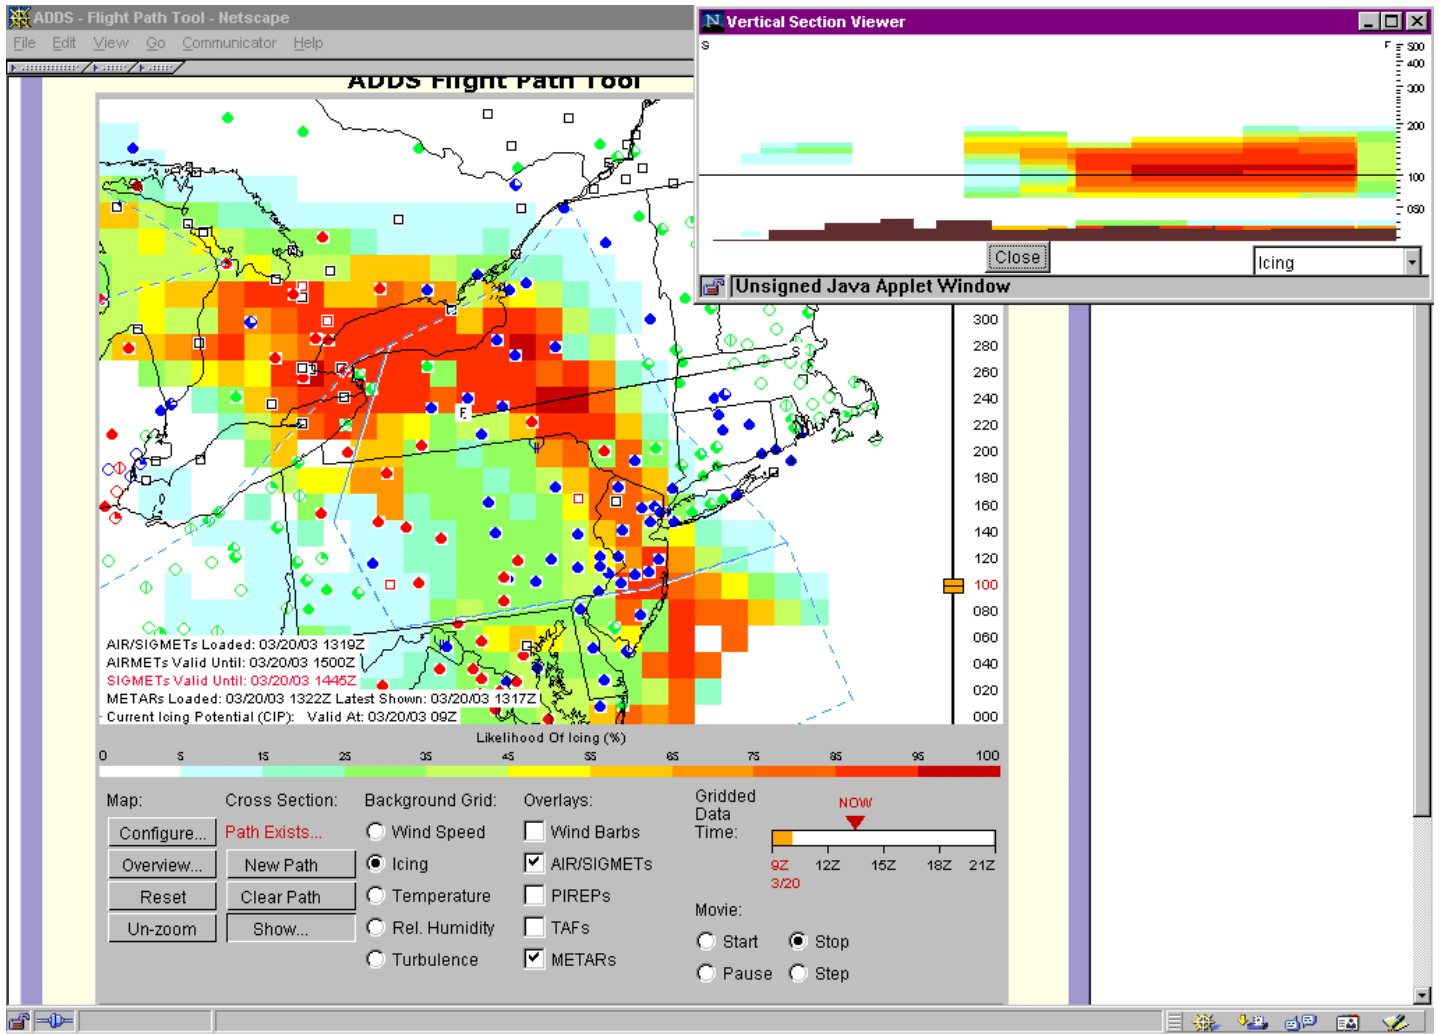 ADDS - Flight Path Tool - Netscape
File Edit View Go Communicator Help
ADDS Flight Path Tool
Vertical Section Viewer
S
F
500
400
300
200
100
050
Close
Icing
Unsigned Java Applet Window
S
F
300
280
260
240
220
200
180
160
140
120
100
080
060
040
020
000
AIR/SIGMETs Loaded: 03/20/03 1319Z
AIRMETs Valid Until: 03/20/03 1500Z
SIGMETs Valid Until: 03/20/03 1445Z
METARs Loaded: 03/20/03 1322Z Latest Shown: 03/20/03 1317Z
Current Icing Potential (CIP): Valid At: 03/20/03 09Z
Likelihood Of Icing (%)
0 5 15 25 35 45 55 65 75 85 95 100
Map:
Configure...
Overview...
Reset
Un-zoom
Cross Section:
Path Exists...
New Path
Clear Path
Show...
Background Grid:
Wind Speed
Icing
Temperature
Rel. Humidity
Turbulence
Overlays:
Wind Barbs
AIR/SIGMETs
PIREPs
TAFs
METARs
Gridded
Data
Time:
NOW
9Z 12Z 15Z 18Z 21Z
3/20
Movie:
Start Stop
Pause Step